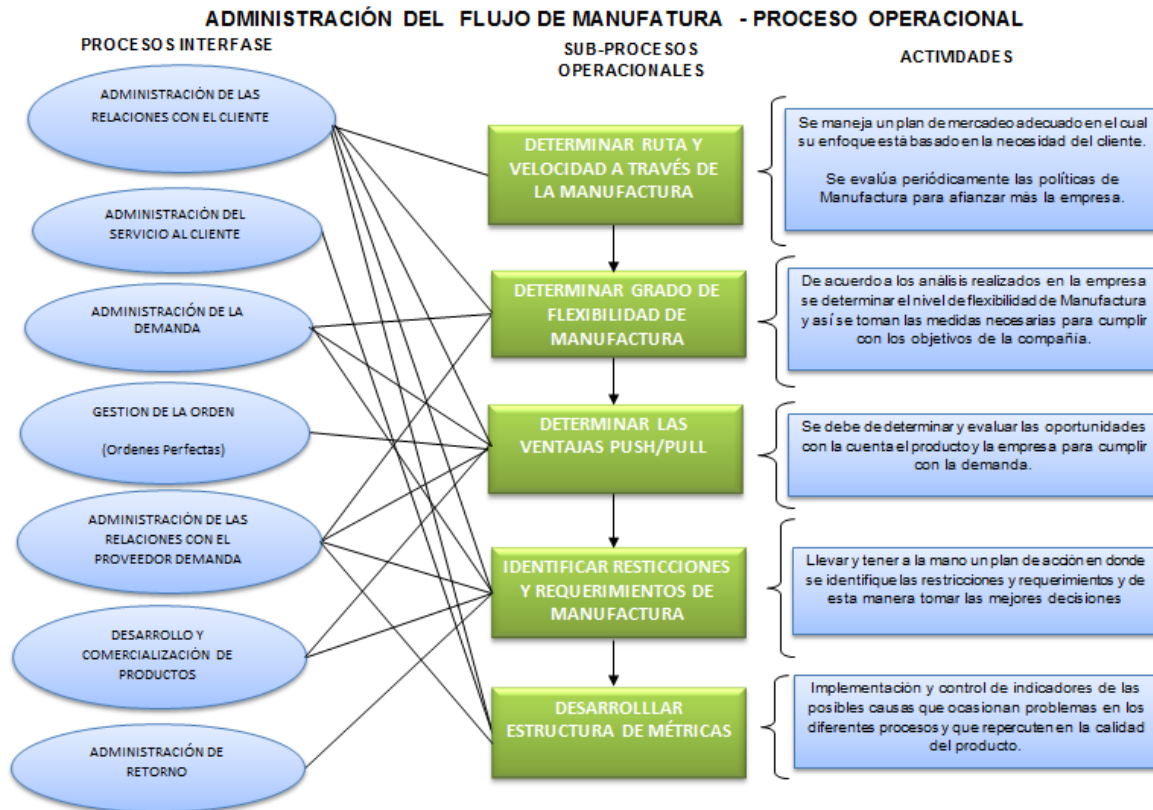 ADMINISTRACIÓN DEL FLUJO DE MANUFATURA - PROCESO OPERACIONAL
PROCESOS INTERFASE
SUB-PROCESOS
OPERACIONALES
ACTIVIDADES
ADMINISTRACIÓN DE LAS
RELACIONES CON EL CLIENTE
ADMINISTRACIÓN DEL
SERVICIO AL CLIENTE
ADMINISTRACIÓN DE LA
DEMANDA
GESTION DE LA ORDEN
(Ordenes Perfectas)
ADMINISTRACIÓN DE LAS
RELACIONES CON EL
PROVEEDOR DEMANDA
DESARROLLO Y
COMERCIALIZACIÓN DE
PRODUCTOS
ADMINISTRACIÓN DE
RETORNO
DETERMINAR RUTA Y
VELOCIDAD A TRAVÉS DE
LA MANUFACTURA
DETERMINAR GRADO DE
FLEXIBILIDAD DE
MANUFACTURA
DETERMINAR LAS
VENTAJAS PUSH/PULL
IDENTIFICAR RESTICCIONES
Y REQUERIMIENTOS DE
MANUFACTURA
DESARROLLLAR
ESTRUCTURA DE MÉTRICAS
Se maneja un plan de mercadeo adecuado en el cual
su enfoque está basado en la necesidad del cliente.
Se evalúa periódicamente las políticas de
Manufactura para afianzar más la empresa.
De acuerdo a los análisis realizados en la empresa
se determinar el nivel de flexibilidad de Manufactura
y así se toman las medidas necesarias para cumplir
con los objetivos de la compañía.
Se debe de determinar y evaluar las oportunidades
con la cuenta el producto y la empresa para cumplir
con la demanda.
Llevar y tener a la mano un plan de acción en donde
se identifique las restricciones y requerimientos y de
esta manera tomar las mejores decisiones
Implementación y control de indicadores de las
posibles causas que ocasionan problemas en los
diferentes procesos y que repercuten en la calidad
del producto.